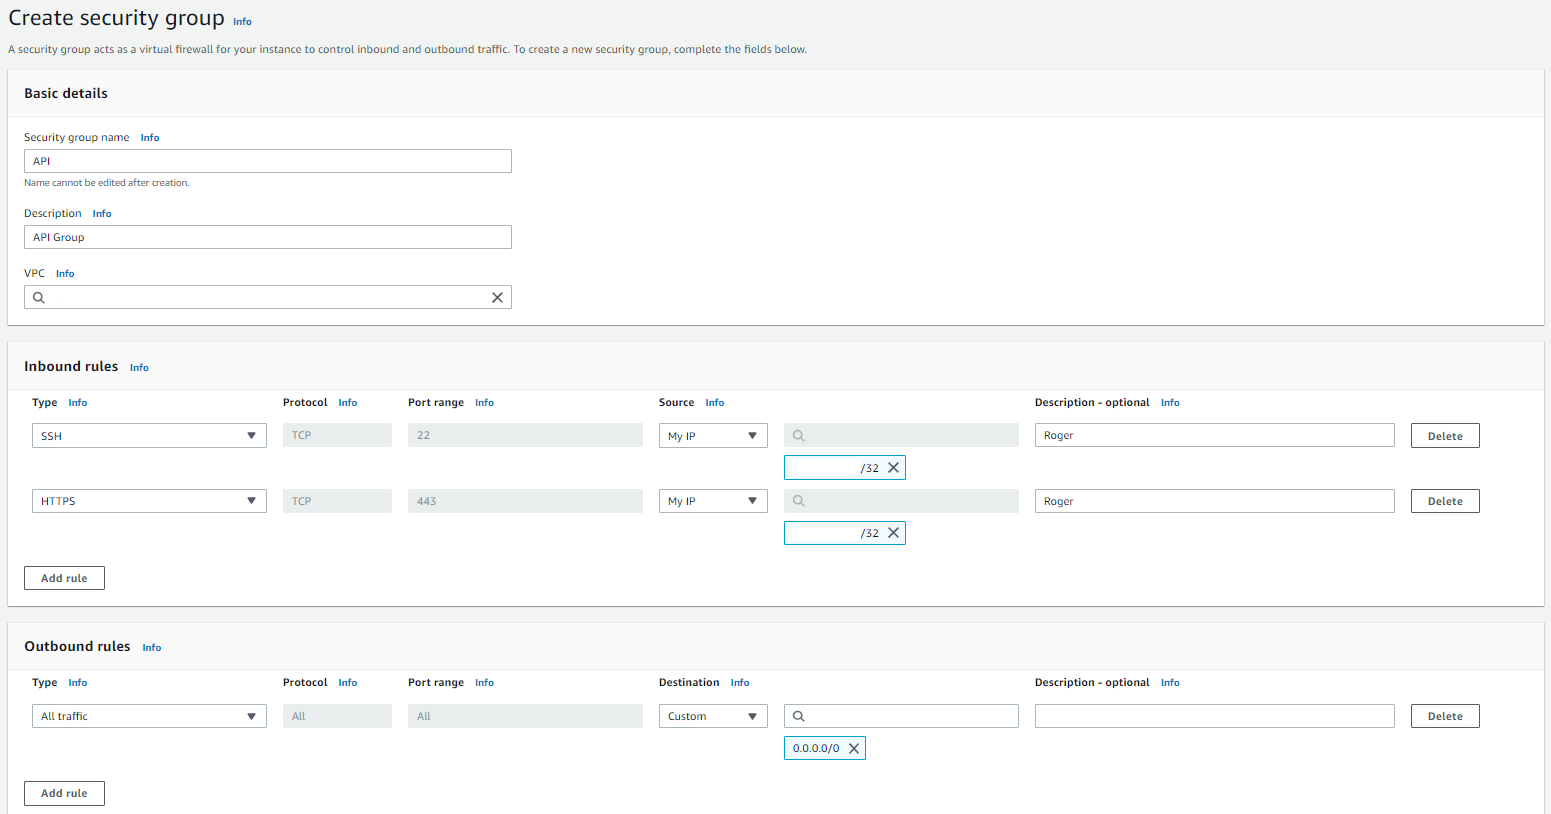 Create security group Info
A security group acts as a virtual firewall for your instance to control inbound and outbound traffic. To create a new security group, complete the fields below.
Basic details
Security group name Info
API
Name cannot be edited after creation.
Description Info
API Group
VPC Info
Inbound rules Info
Type Info Protocol Info Port range Info Source Info Description - optional Info
SSH TCP 22 My IP Roger Delete
/32
HTTPS TCP 443 My IP Roger Delete
/32
Add rule
Outbound rules Info
Type Info Protocol Info Port range Info Destination Info Description - optional Info
All traffic All All Custom Delete
0.0.0.0/0
Add rule